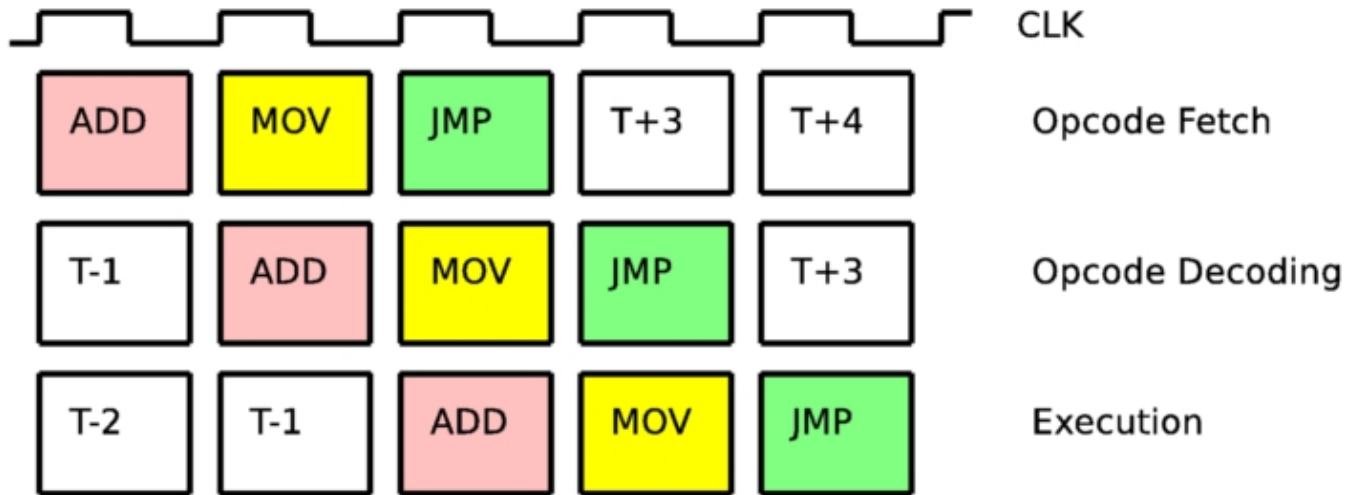 CLK
ADD MOV JMP T+3 T+4 Opcode Fetch
T-1 ADD MOV JMP T+3 Opcode Decoding
T-2 T-1 ADD MOV JMP Execution